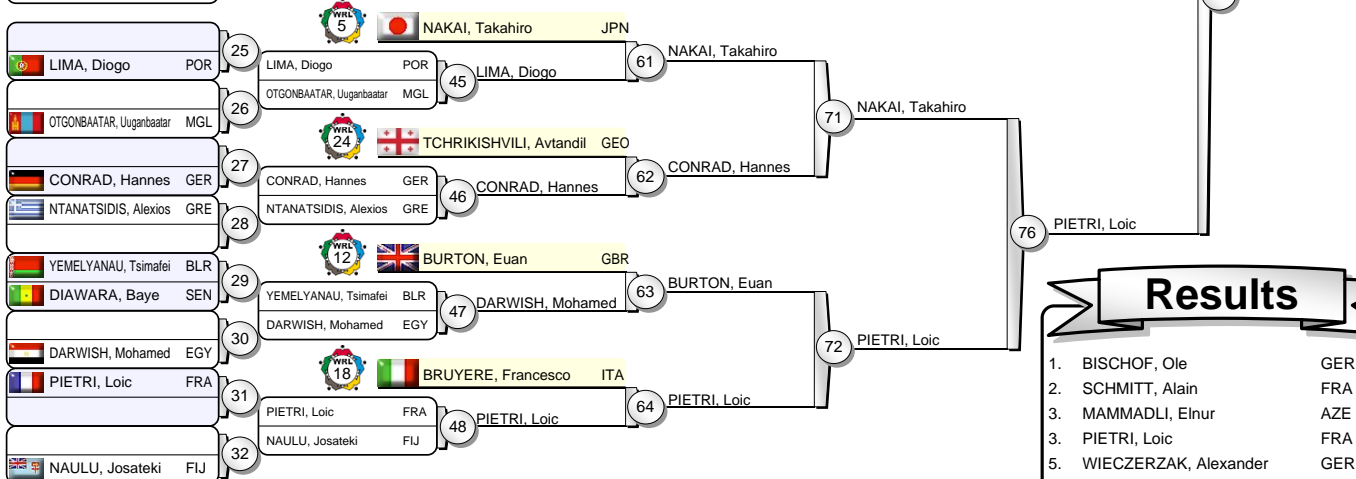 WRL 5 NAKAI, Takahiro JPN
25
LIMA, Diogo POR
LIMA, Diogo POR
OTGONBAATAR, Uuganbaatar MGL
45
LIMA, Diogo
61
NAKAI, Takahiro
26
OTGONBAATAR, Uuganbaatar MGL
71
NAKAI, Takahiro
WRL 24 TCHRIKISHVILI, Avtandil GEO
27
CONRAD, Hannes GER
CONRAD, Hannes GER
NTANATSIDIS, Alexios GRE
46
CONRAD, Hannes
62
CONRAD, Hannes
NTANATSIDIS, Alexios GRE
28
76
PIETRI, Loic
WRL 12 BURTON, Euan GBR
YEMELYANAU, Tsimafei BLR
29
DIAWARA, Baye SEN
YEMELYANAU, Tsimafei BLR
DARWISH, Mohamed EGY
47
DARWISH, Mohamed
63
BURTON, Euan
30
DARWISH, Mohamed EGY
72
PIETRI, Loic
WRL 18 BRUYERE, Francesco ITA
PIETRI, Loic FRA
31
PIETRI, Loic FRA
NAULU, Josateki FIJ
48
PIETRI, Loic
64
PIETRI, Loic
32
NAULU, Josateki FIJ
Results
1. BISCHOF, Ole GER
2. SCHMITT, Alain FRA
3. MAMMADLI, Elnur AZE
3. PIETRI, Loic FRA
5. WIECZERZAK, Alexander GER